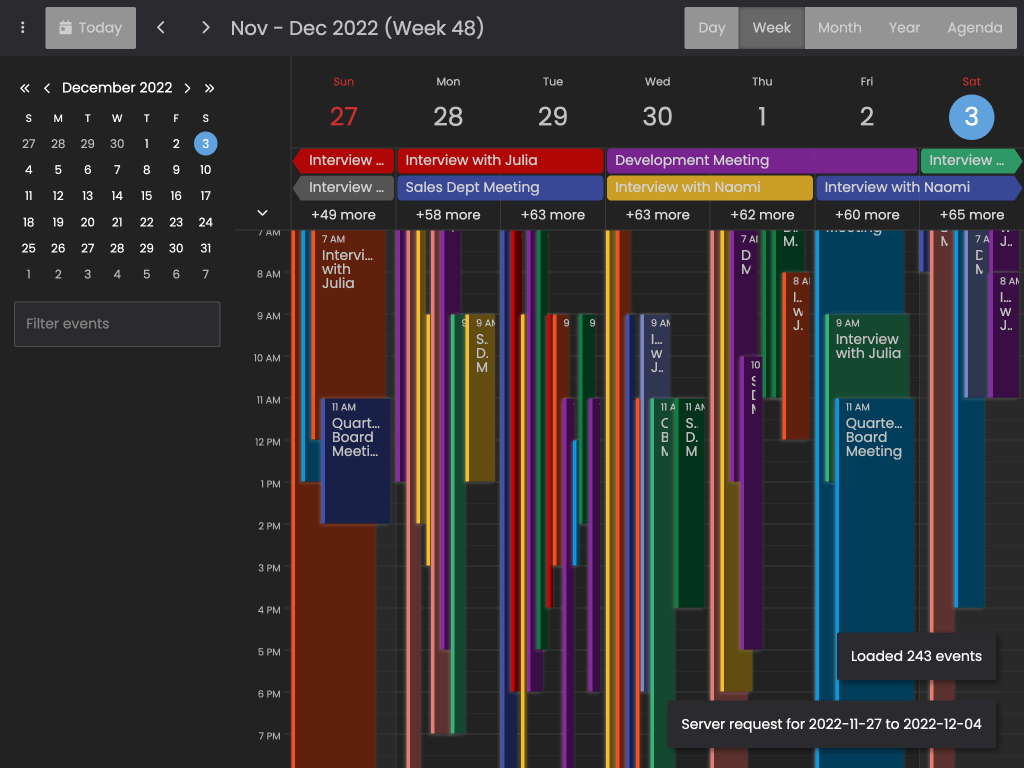 Today
Nov - Dec 2022 (Week 48)
Day Week Month Year Agenda
December 2022
S M T W T F S
27 28 29 30 1 2 3
4 5 6 7 8 9 10
11 12 13 14 15 16 17
18 19 20 21 22 23 24
25 26 27 28 29 30 31
1 2 3 4 5 6 7
Filter events
Sun Mon Tue Wed Thu Fri Sat
27 28 29 30 1 2 3
Interview ... Interview with Julia Development Meeting Interview ...
Interview ... Sales Dept Meeting Interview with Naomi Interview with Naomi
+49 more +58 more +63 more +63 more +62 more +60 more +65 more
7 AM
8 AM
9 AM
10 AM
11 AM
12 PM
1 PM
2 PM
3 PM
4 PM
5 PM
6 PM
7 PM
7 AM
Intervi...
with
Julia
11 AM
Quart...
Board
Meeti...
9
9 AM
S..
D.
M
9
9
9 AM
I...
w
J..
11 A
B
M
11 AM
S..
D.
M
7 A
D
M
10
M.
8 A
I...
w
J..
Meeting
9 AM
Interview
with Julia
11 AM
Quarte...
Board
Meeting
7 A
M
J..
8 AM
I...
w
J..
Loaded 243 events
Server request for 2022-11-27 to 2022-12-04